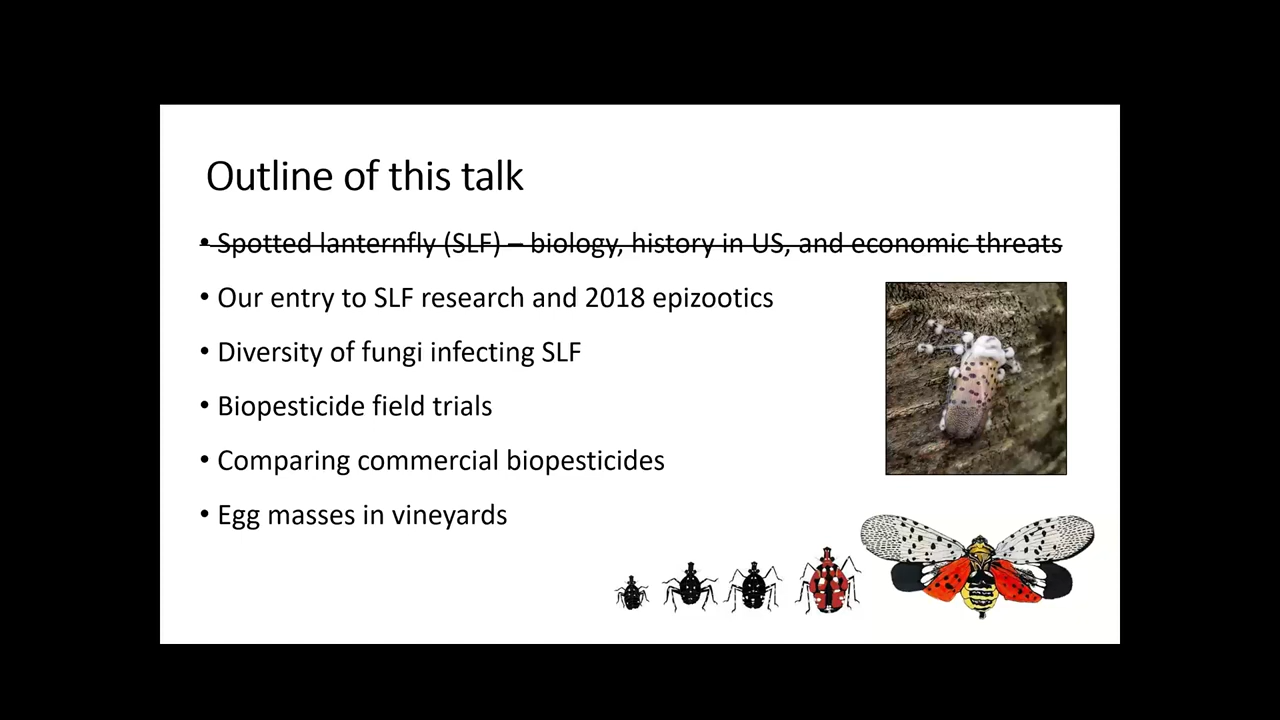 Outline of this talk
• Spotted lanternfly (SLF) – biology, history in US, and economic threats
• Our entry to SLF research and 2018 epizootics
• Diversity of fungi infecting SLF
• Biopesticide field trials
• Comparing commercial biopesticides
• Egg masses in vineyards